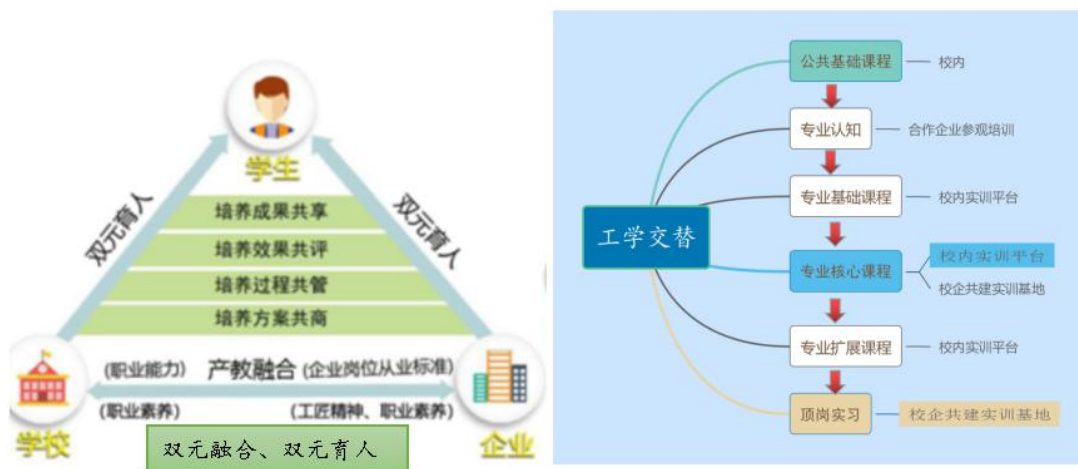 学生
双元育人
双元育人
培养成果共享
培养效果共评
培养过程共管
培养方案共商
(职业能力) 产教融合 (企业岗位从业标准)
(职业素养) (工匠精神、职业素养)
学校
企业
双元融合、双元育人
工学交替
公共基础课程 校内
专业认知 合作企业参观培训
专业基础课程 校内实训平台
专业核心课程 校内实训平台
校企共建实训基地
专业扩展课程 校内实训平台
顶岗实习 校企共建实训基地